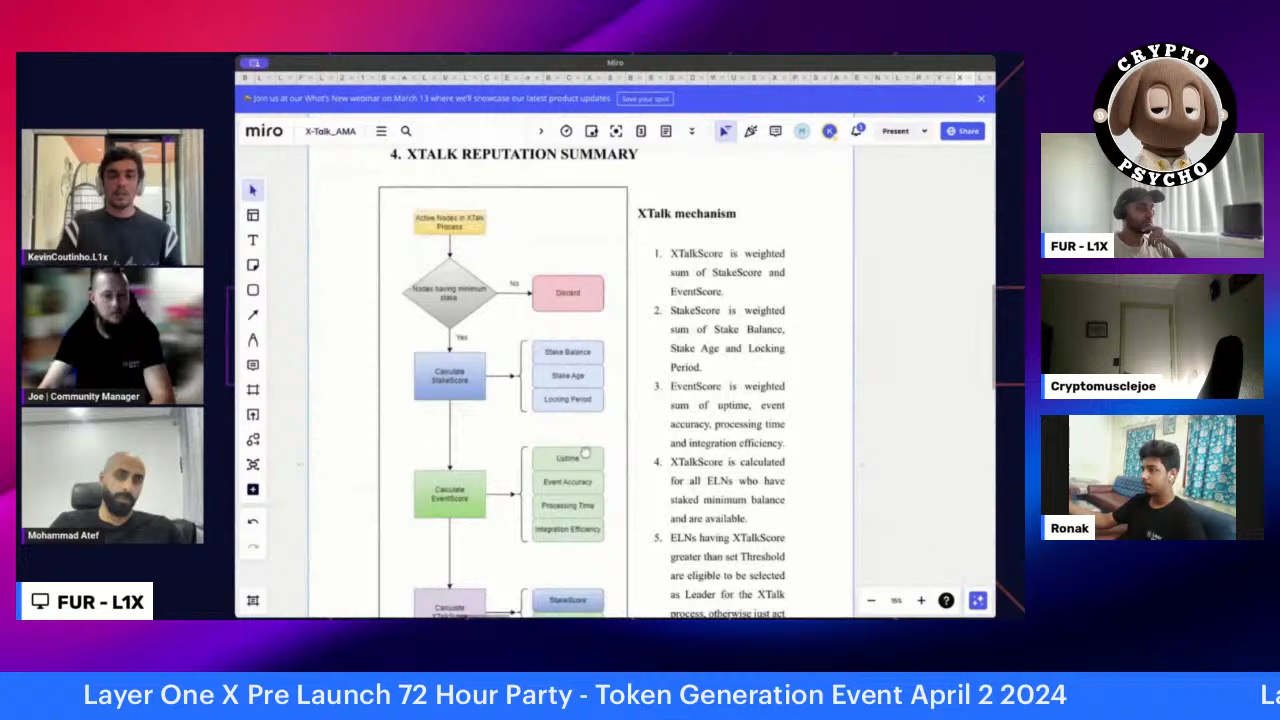 CRYPTO
PSYCHO
Miro
Join us at our What's New webinar on March 13 where we'll showcase our latest product updates
Save your spot
miro
X-Talk_AMA
Present
Share
4. XTALK REPUTATION SUMMARY
Active Nodes in XTalk
Process
Nodes having minimum
stake
No
Discard
Yes
Calculate
StakeScore
Stake Balance
Stake Age
Locking Period
Calculate
EventScore
Uptime
Event Accuracy
Processing Time
Integration Efficiency
Calculate
StakeScore
XTalk mechanism
1. XTalkScore is weighted
sum of StakeScore and
EventScore.
2. StakeScore is weighted
sum of Stake Balance,
Stake Age and Locking
Period.
3. EventScore is weighted
sum of uptime, event
accuracy, processing time
and integration efficiency.
4. XTalkScore is calculated
for all ELNs who have
staked minimum balance
and are available.
5. ELNs having XTalkScore
greater than set Threshold
are eligible to be selected
as Leader for the XTalk
process, otherwise just act
15%
KevinCoutinho.L1x
Joe | Community Manager
Mohammad Atef
FUR - L1X
FUR - L1X
Cryptomusclejoe
Ronak
Layer One X Pre Launch 72 Hour Party - Token Generation Event April 2 2024
La